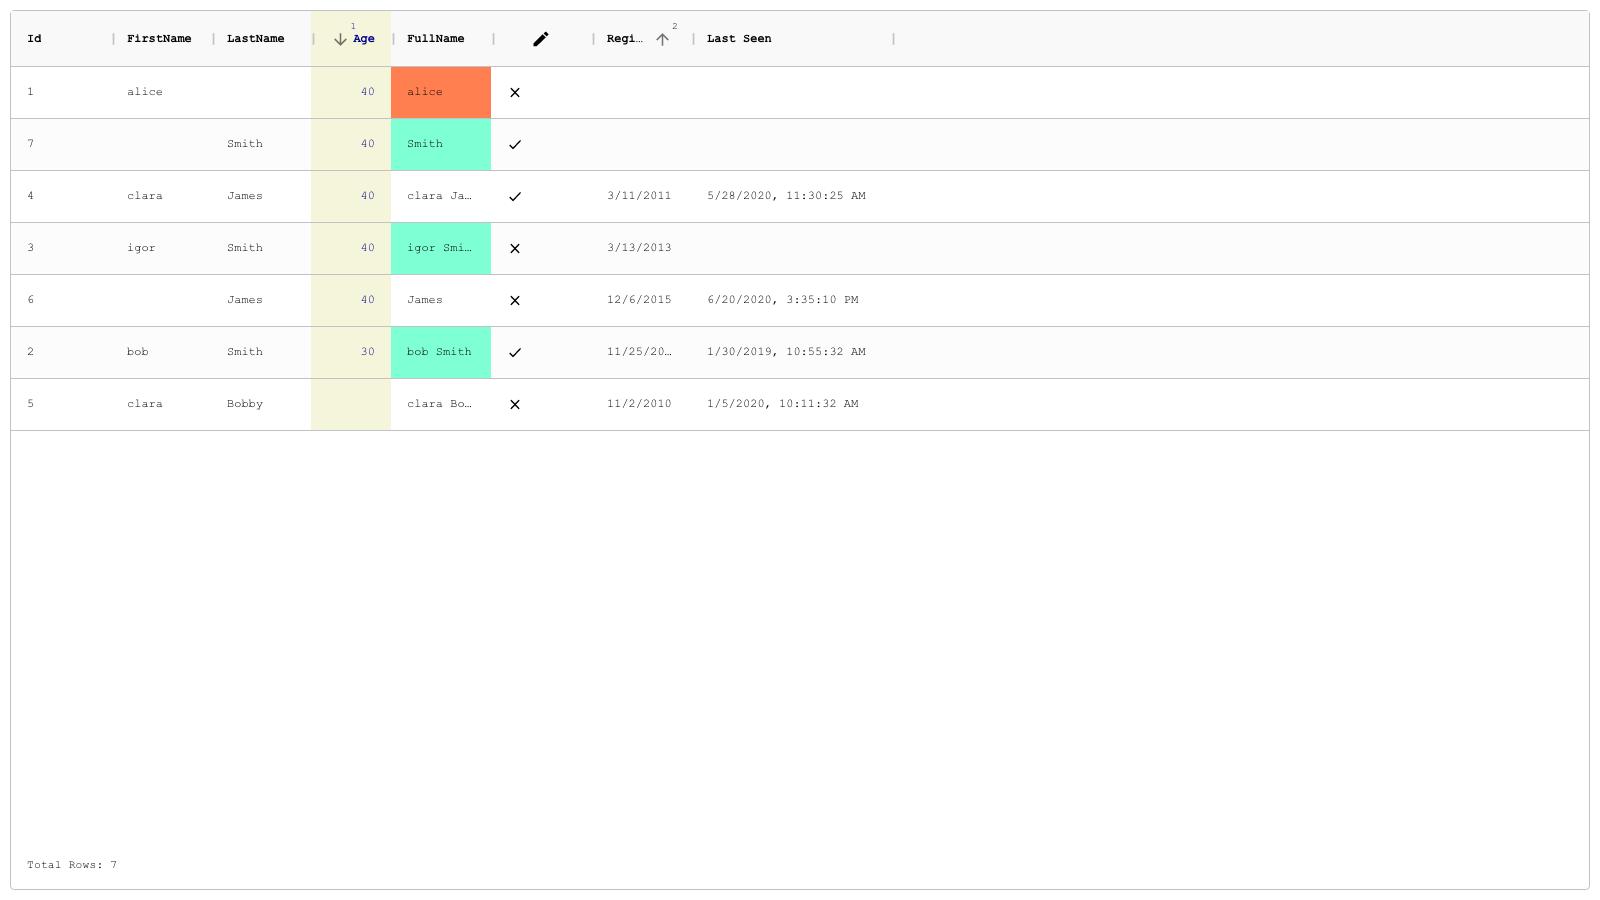 Id FirstName LastName 1 Age FullName Regi… 2 Last Seen
1 alice 40 alice
7 Smith 40 Smith
4 clara James 40 clara Ja… 3/11/2011 5/28/2020, 11:30:25 AM
3 igor Smith 40 igor Smi… 3/13/2013
6 James 40 James 12/6/2015 6/20/2020, 3:35:10 PM
2 bob Smith 30 bob Smith 11/25/20… 1/30/2019, 10:55:32 AM
5 clara Bobby clara Bo… 11/2/2010 1/5/2020, 10:11:32 AM
Total Rows: 7